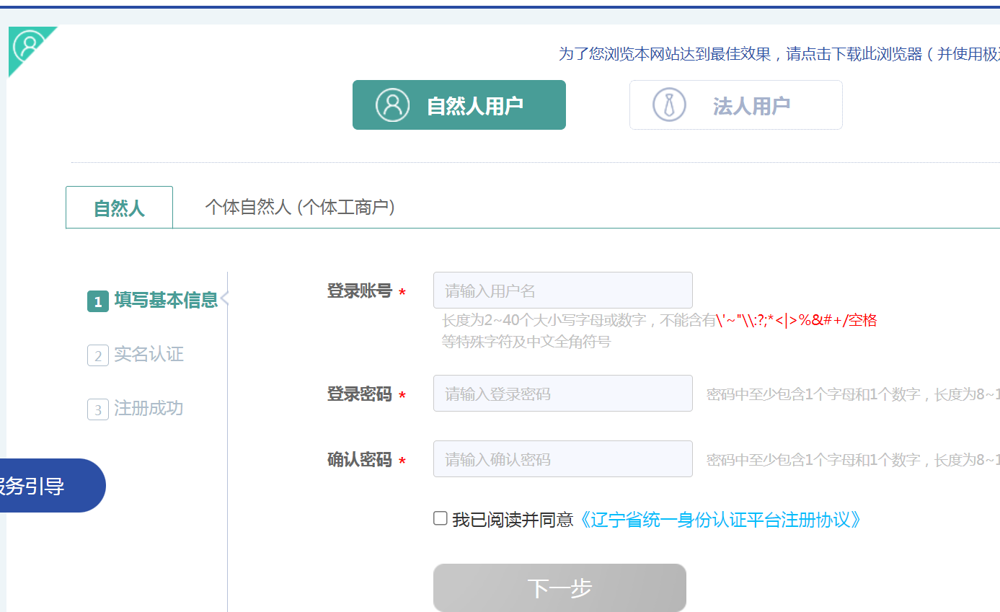 为了您浏览本网站达到最佳效果，请点击下载此浏览器（并使用极
自然人用户
法人用户
自然人
个体自然人 (个体工商户)
1 填写基本信息
登录账号 *
请输入用户名
长度为2~40个大小写字母或数字，不能含有\'~"\\:?;*<|>%&#+/空格
等特殊字符及中文全角符号
2 实名认证
登录密码 *
请输入登录密码
密码中至少包含1个字母和1个数字，长度为8~1
3 注册成功
确认密码 *
请输入确认密码
密码中至少包含1个字母和1个数字，长度为8~1
服务引导
我已阅读并同意《辽宁省统一身份认证平台注册协议》
下一步